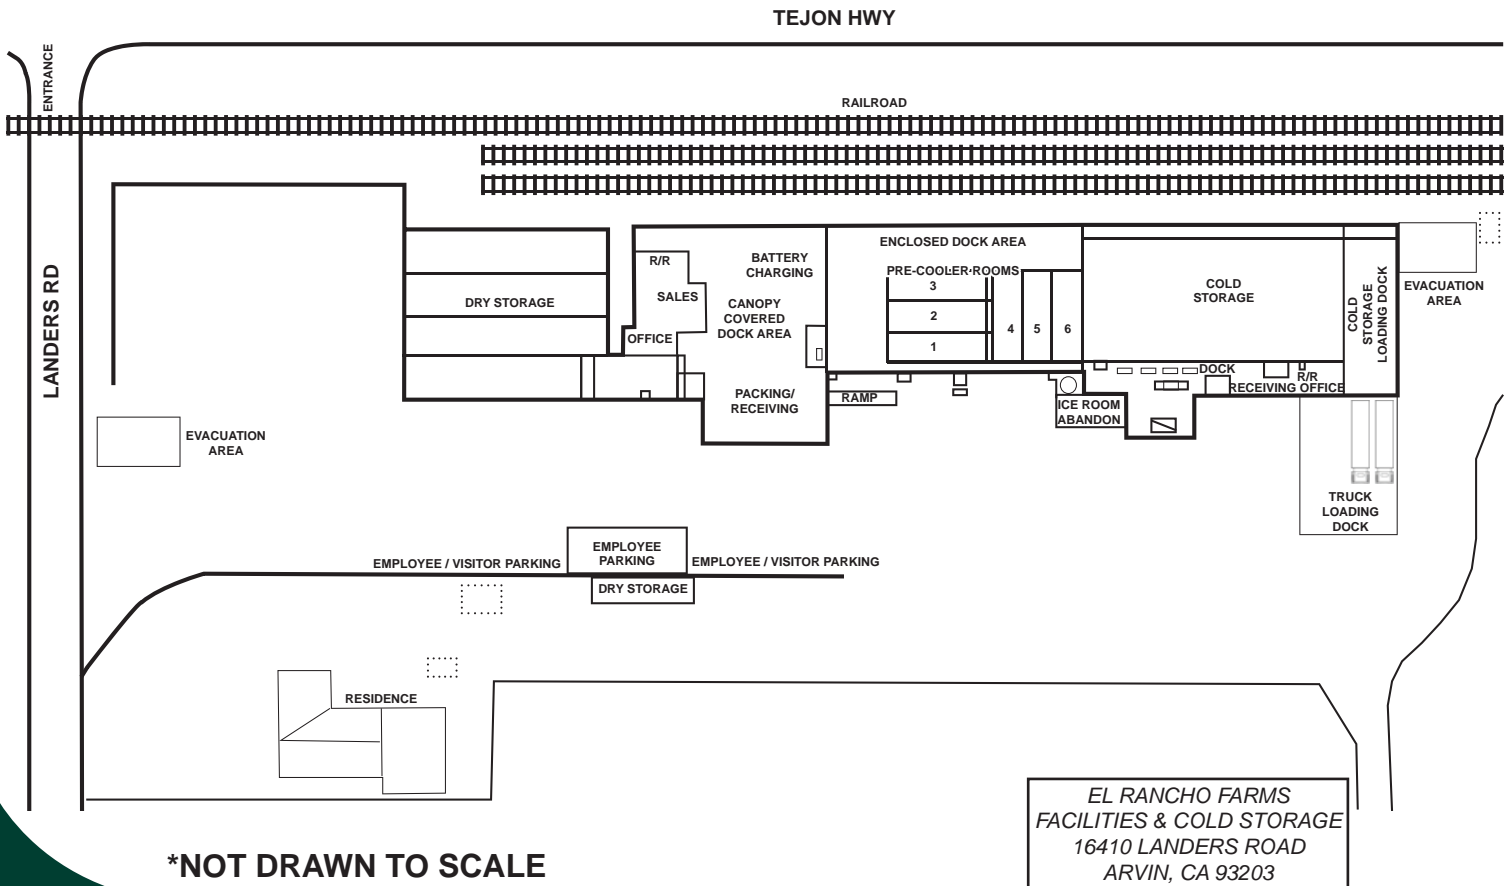 TEJON HWY
ENTRANCE
RAILROAD
LANDERS RD
ENCLOSED DOCK AREA
R/R
BATTERY
CHARGING
PRE-COOLER ROOMS
3
2
1
4
5
6
COLD
STORAGE
COLD
STORAGE
LOADING DOCK
EVACUATION
AREA
DRY STORAGE
SALES
CANOPY
COVERED
DOCK AREA
OFFICE
DOCK
R/R
RECEIVING OFFICE
PACKING/
RECEIVING
RAMP
ICE ROOM
ABANDON
EVACUATION
AREA
TRUCK
LOADING
DOCK
EMPLOYEE / VISITOR PARKING
EMPLOYEE
PARKING
EMPLOYEE / VISITOR PARKING
DRY STORAGE
RESIDENCE
EL RANCHO FARMS
FACILITIES & COLD STORAGE
16410 LANDERS ROAD
ARVIN, CA 93203
*NOT DRAWN TO SCALE